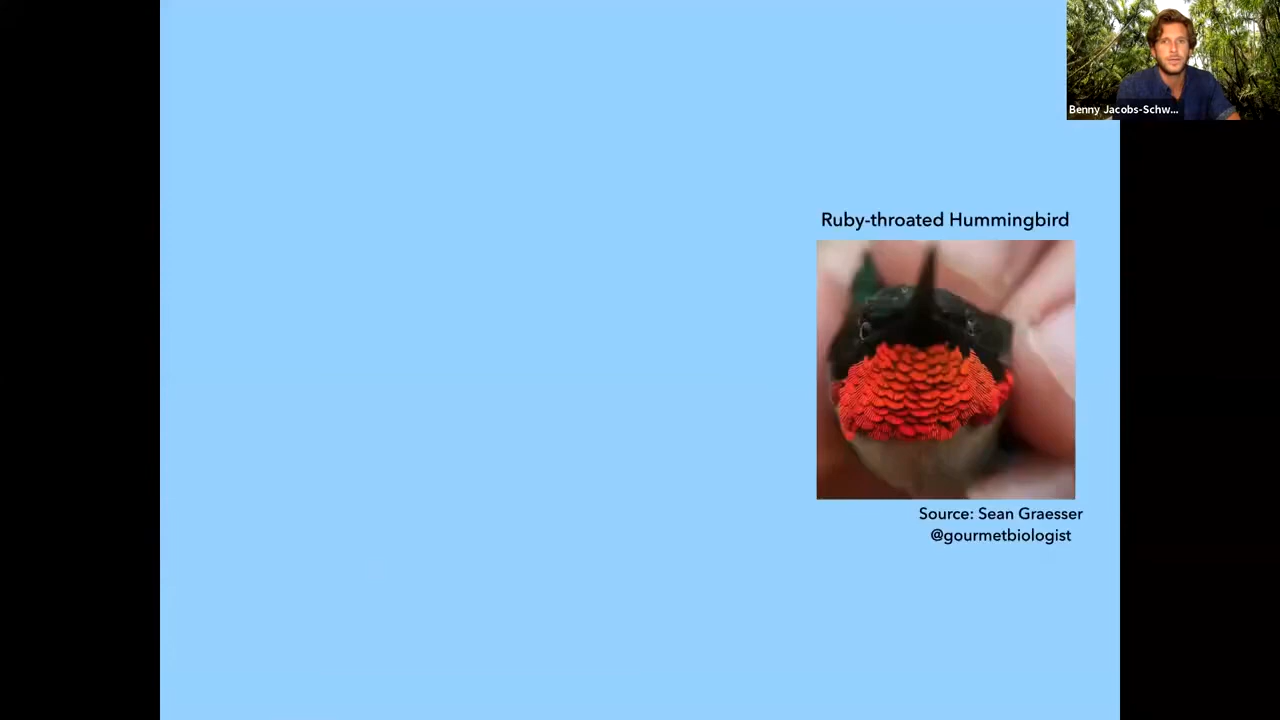 Benny Jacobs-Schw...
Ruby-throated Hummingbird
Source: Sean Graesser
@gourmetbiologist